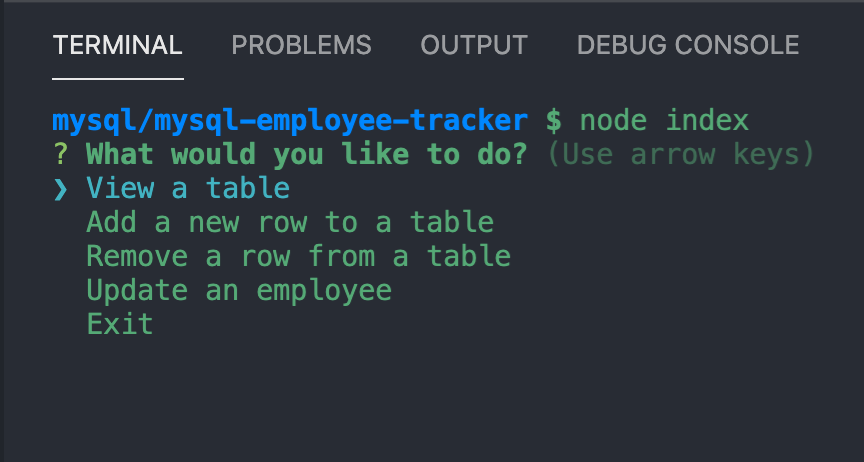 TERMINAL PROBLEMS OUTPUT DEBUG CONSOLE
mysql/mysql-employee-tracker $ node index
? What would you like to do? (Use arrow keys)
❯ View a table
Add a new row to a table
Remove a row from a table
Update an employee
Exit